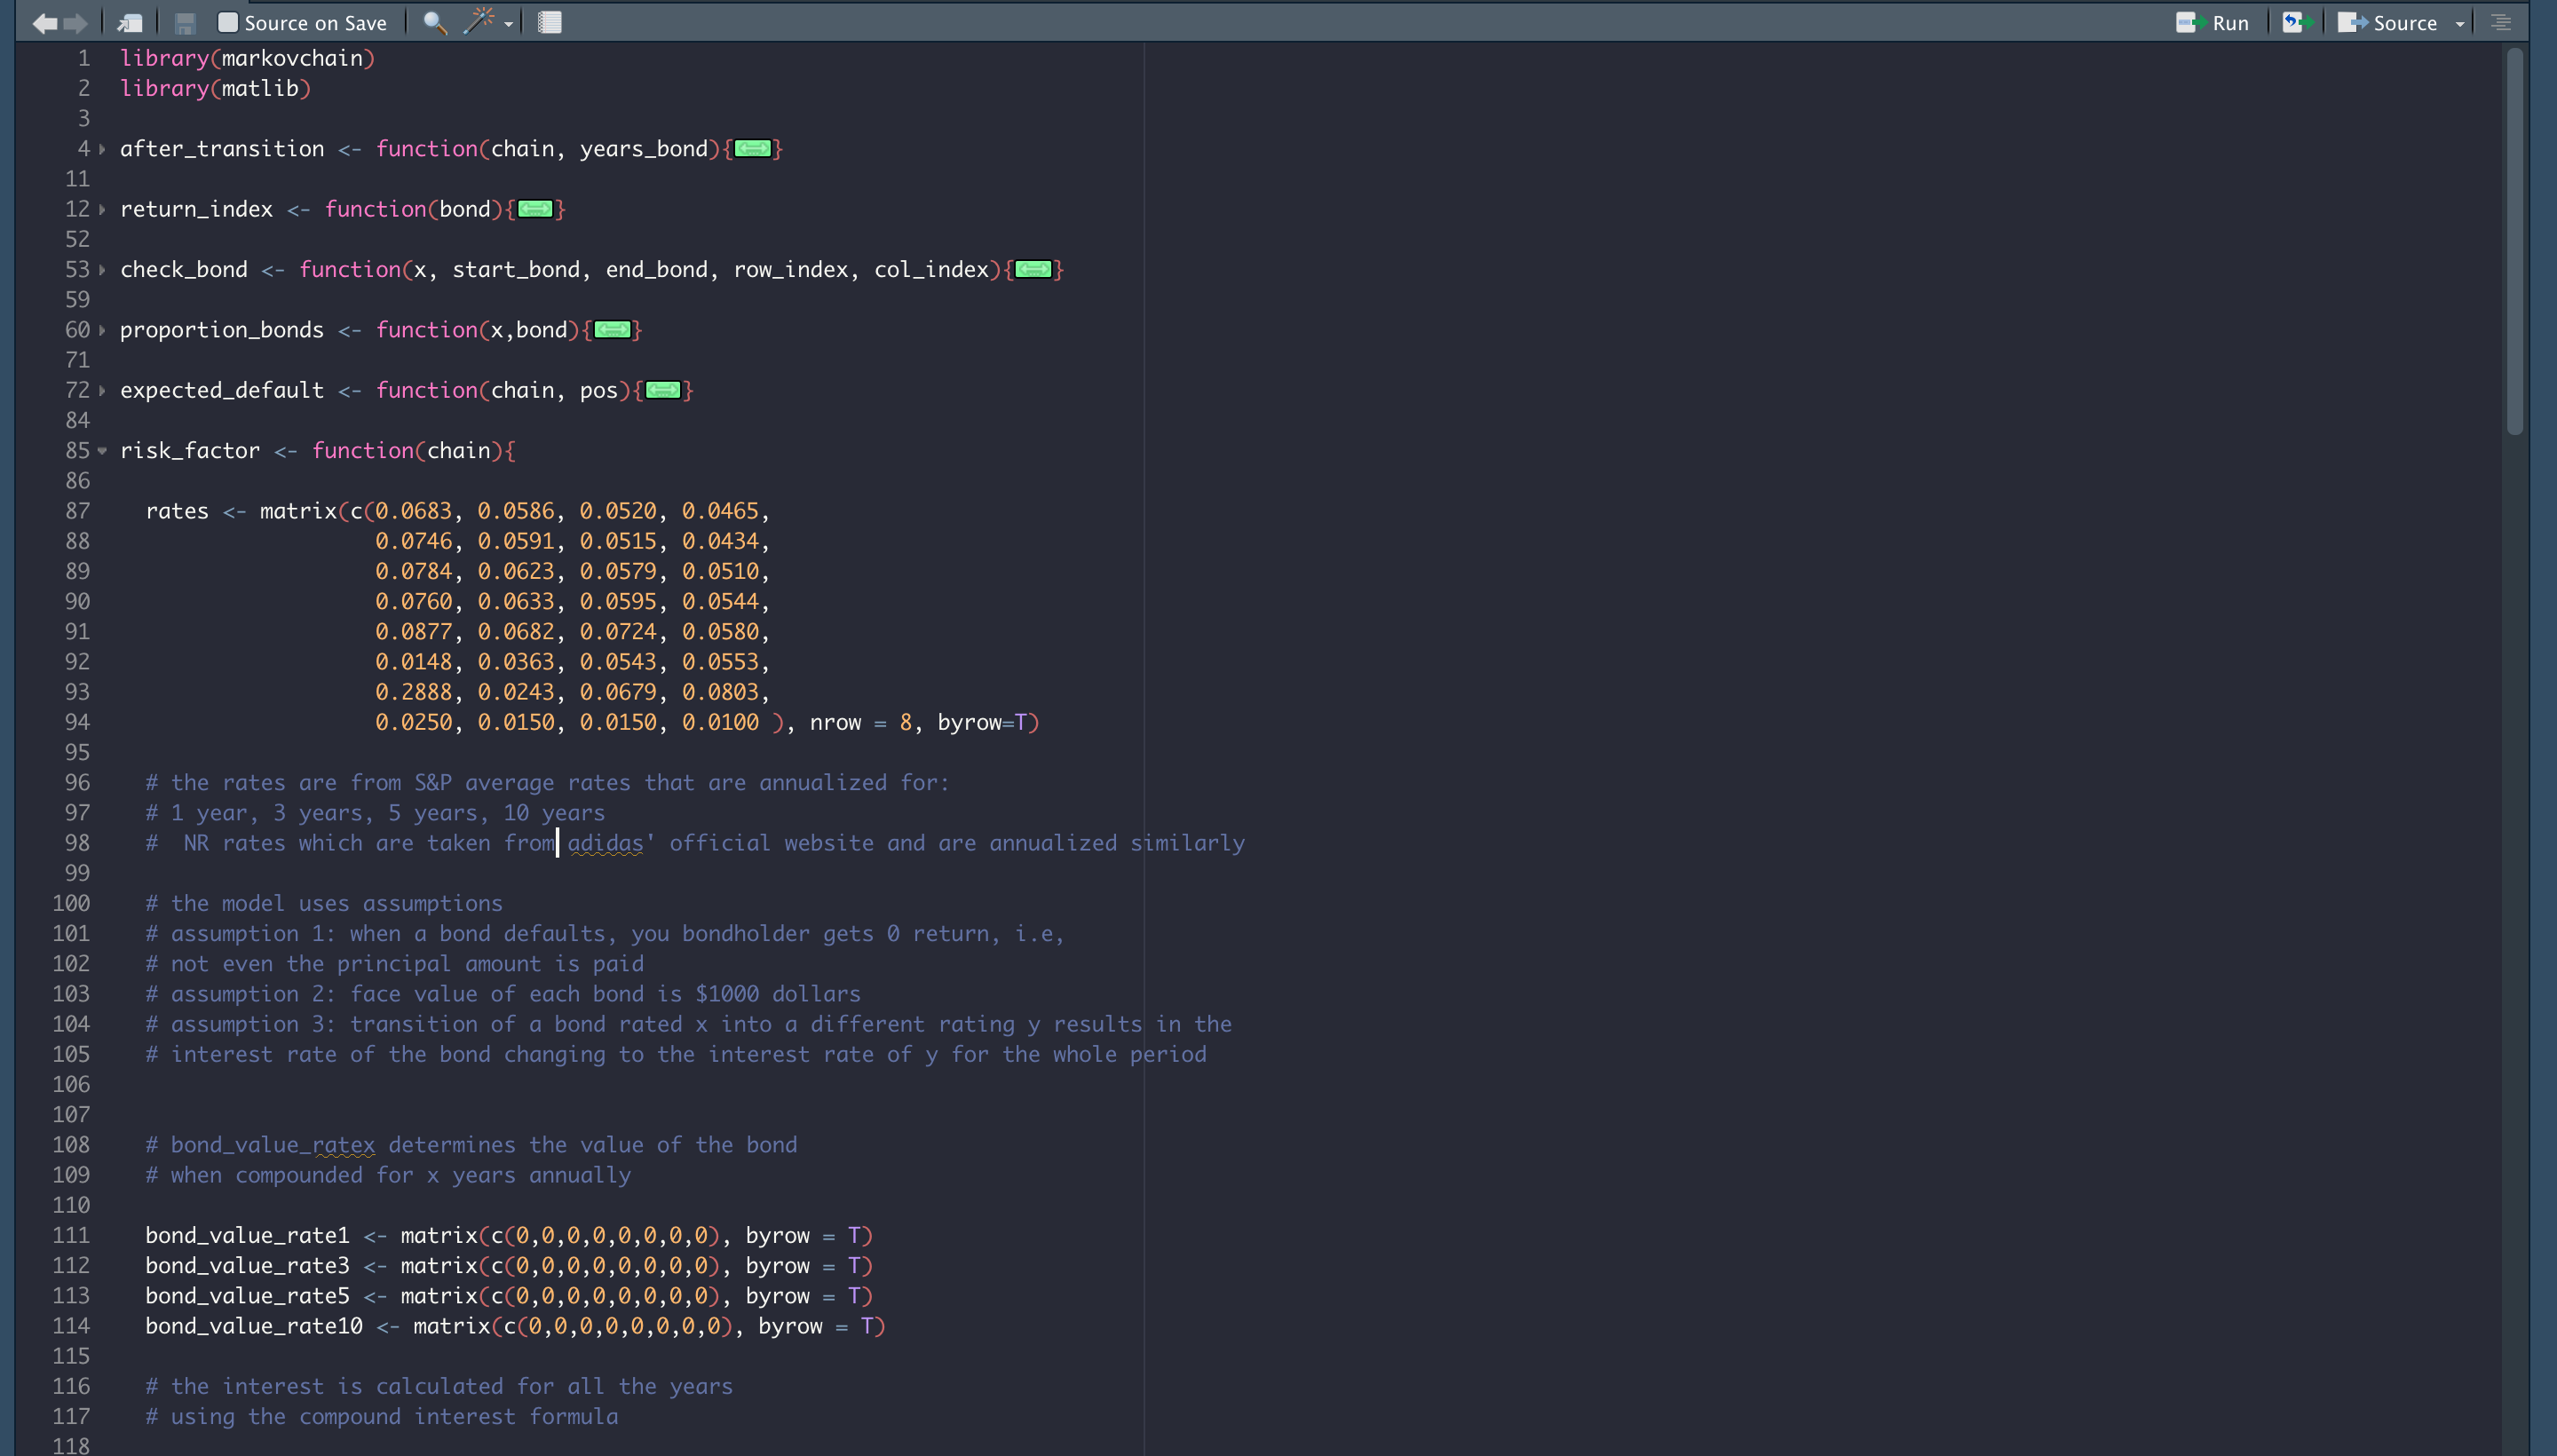 Source on Save Run Source
1 library(markovchain)
2 library(matlib)
3
4 after_transition <- function(chain, years_bond){}
11
12 return_index <- function(bond){}
52
53 check_bond <- function(x, start_bond, end_bond, row_index, col_index){}
59
60 proportion_bonds <- function(x,bond){}
71
72 expected_default <- function(chain, pos){}
84
85 risk_factor <- function(chain){
86
87 rates <- matrix(c(0.0683, 0.0586, 0.0520, 0.0465,
88 0.0746, 0.0591, 0.0515, 0.0434,
89 0.0784, 0.0623, 0.0579, 0.0510,
90 0.0760, 0.0633, 0.0595, 0.0544,
91 0.0877, 0.0682, 0.0724, 0.0580,
92 0.0148, 0.0363, 0.0543, 0.0553,
93 0.2888, 0.0243, 0.0679, 0.0803,
94 0.0250, 0.0150, 0.0150, 0.0100 ), nrow = 8, byrow=T)
95
96 # the rates are from S&P average rates that are annualized for:
97 # 1 year, 3 years, 5 years, 10 years
98 #  NR rates which are taken from adidas' official website and are annualized similarly
99
100 # the model uses assumptions
101 # assumption 1: when a bond defaults, you bondholder gets 0 return, i.e,
102 # not even the principal amount is paid
103 # assumption 2: face value of each bond is $1000 dollars
104 # assumption 3: transition of a bond rated x into a different rating y results in the
105 # interest rate of the bond changing to the interest rate of y for the whole period
106
107
108 # bond_value_ratex determines the value of the bond
109 # when compounded for x years annually
110
111 bond_value_rate1 <- matrix(c(0,0,0,0,0,0,0,0), byrow = T)
112 bond_value_rate3 <- matrix(c(0,0,0,0,0,0,0,0), byrow = T)
113 bond_value_rate5 <- matrix(c(0,0,0,0,0,0,0,0), byrow = T)
114 bond_value_rate10 <- matrix(c(0,0,0,0,0,0,0,0), byrow = T)
115
116 # the interest is calculated for all the years
117 # using the compound interest formula
118